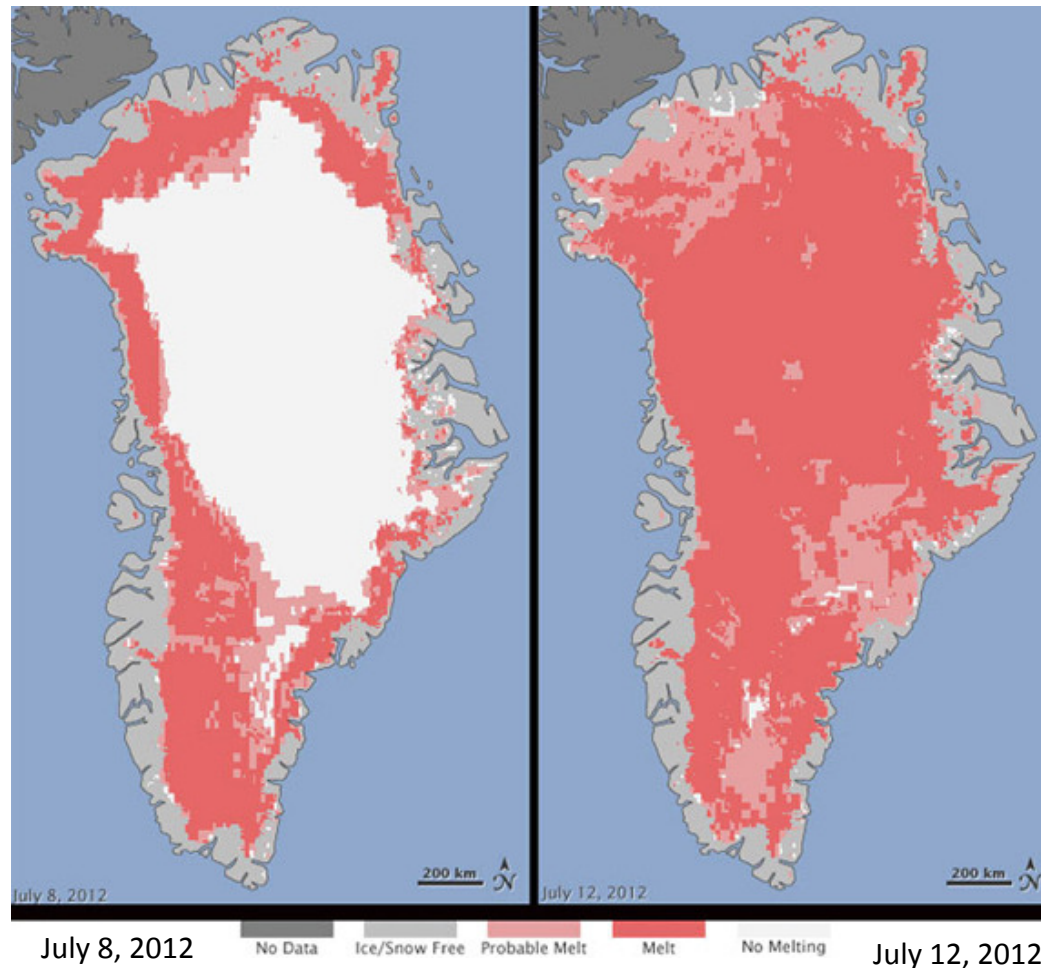 200 km
N
July 8, 2012
200 km
N
July 12, 2012
No Data
Ice/Snow Free
Probable Melt
Melt
No Melting
July 8, 2012
July 12, 2012